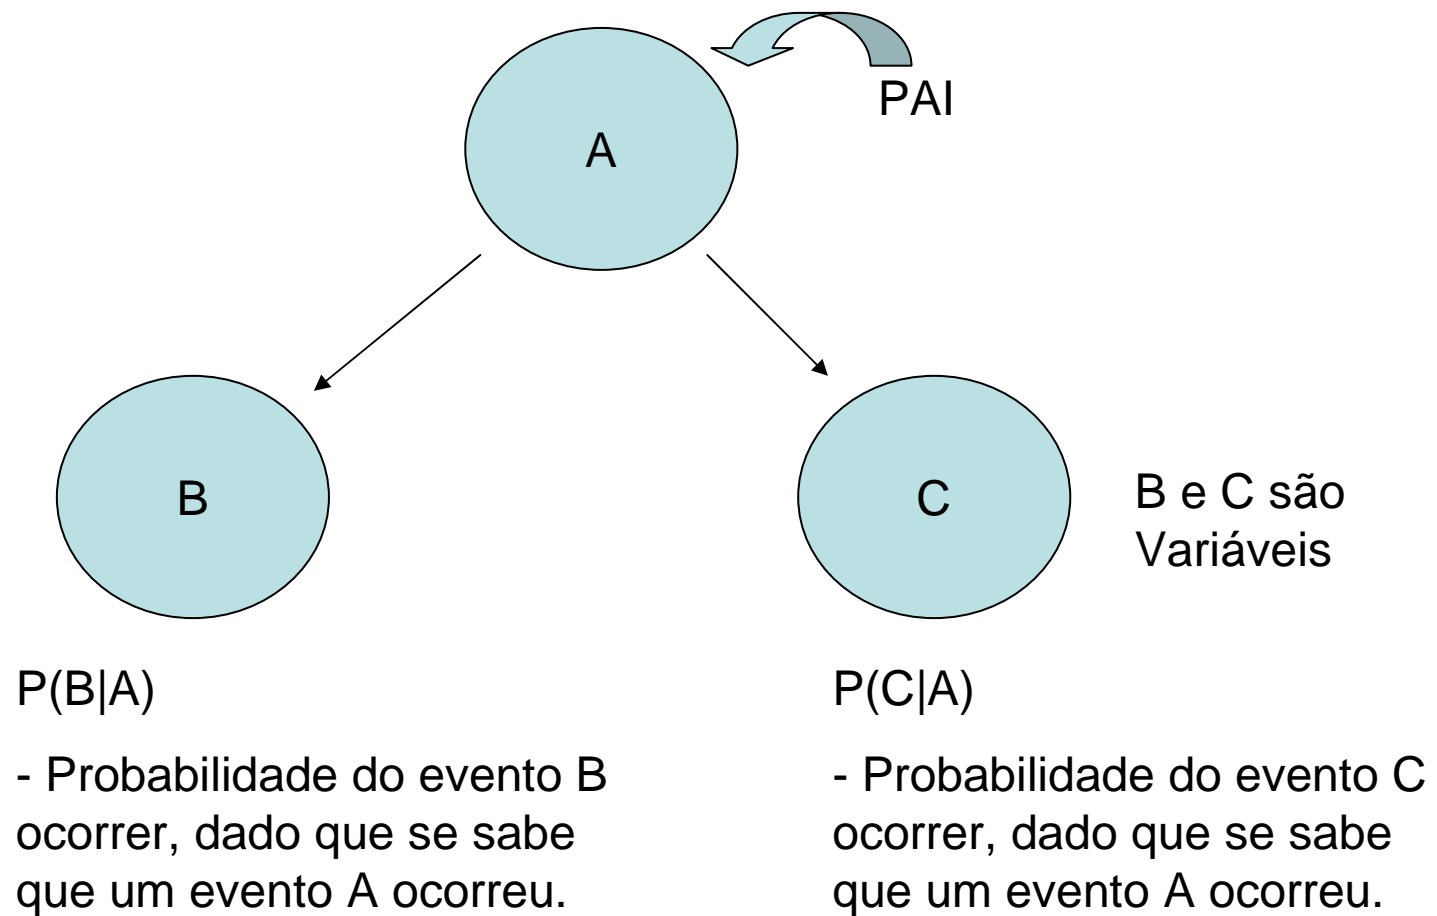 PAI
A
B
C
B e C são
Variáveis
P(B|A)
- Probabilidade do evento B
ocorrer, dado que se sabe
que um evento A ocorreu.
P(C|A)
- Probabilidade do evento C
ocorrer, dado que se sabe
que um evento A ocorreu.